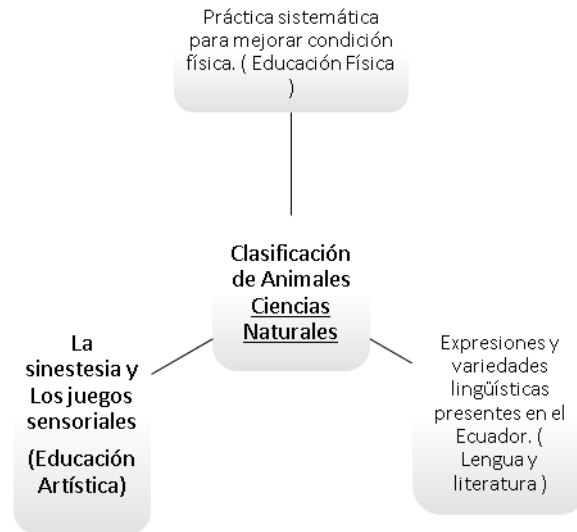 Práctica sistemática
para mejorar condición
física. ( Educación Física
)
Clasificación
de Animales
Ciencias
Naturales
La
sinestesia y
Los juegos
sensoriales
(Educación
Artística)
Expresiones y
variedades
lingüísticas
presentes en el
Ecuador. (
Lengua y
literatura )